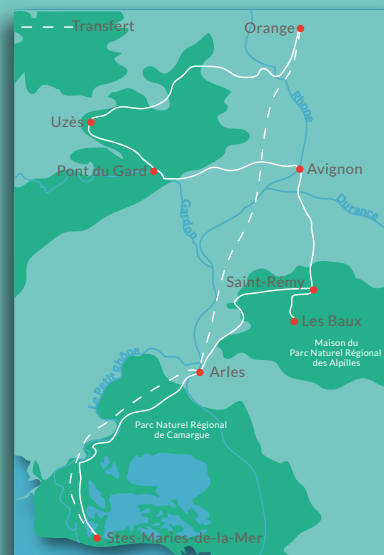 Transfert
Orange
Rhone
Uzès
Pont du Gard
Avignon
Gardon
Durance
Saint-Rémy
Les Baux
Maison du
Parc Naturel Régional
des Alpilles
Le Petit Rhône
Arles
Parc Naturel Régional
de Camargue
Stes-Maries-de-la-Mer